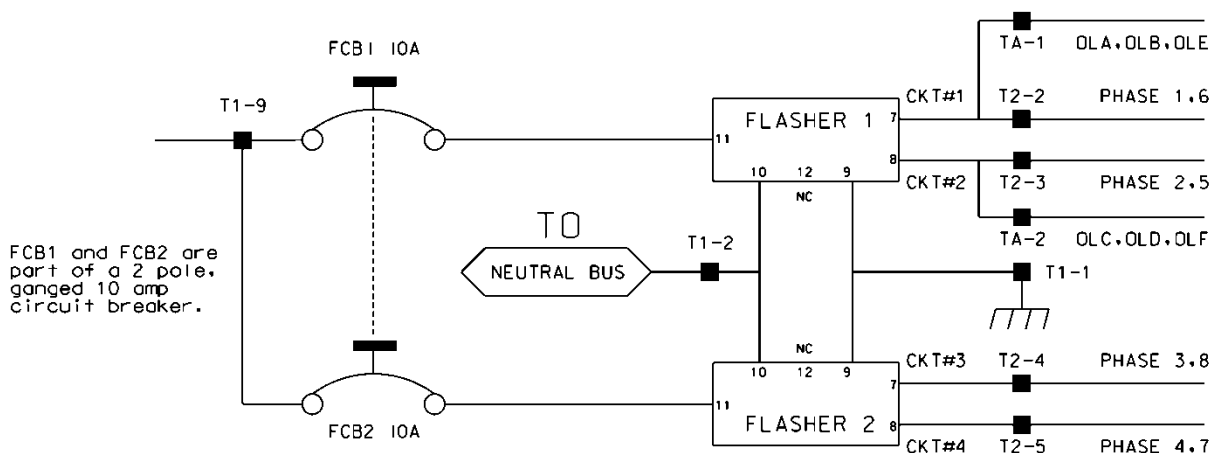 FCB1 10A
T1-9
TA-1 OLA,OLB,OLE
CKT#1 T2-2 PHASE 1,6
FLASHER 1
11
7
8
10 12 9
NC
CKT#2 T2-3 PHASE 2,5
TA-2 OLC,OLD,OLF
TO
NEUTRAL BUS
T1-2
T1-1
FCB1 and FCB2 are
part of a 2 pole,
ganged 10 amp
circuit breaker.
NC
10 12 9
11
7
8
FLASHER 2
CKT#3 T2-4 PHASE 3,8
CKT#4 T2-5 PHASE 4,7
FCB2 10A